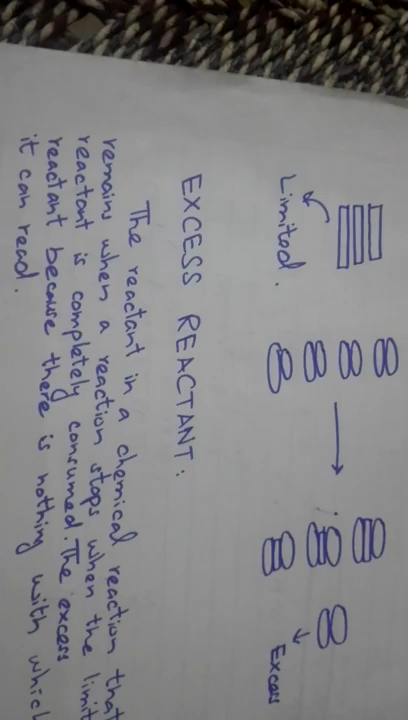 Limited.
Excess
EXCESS REACTANT:
The reactant in a chemical reaction that
remains when a reaction stops when the limit
reactant is completely consumed. The excess
reactant because there is nothing with which
it can read.